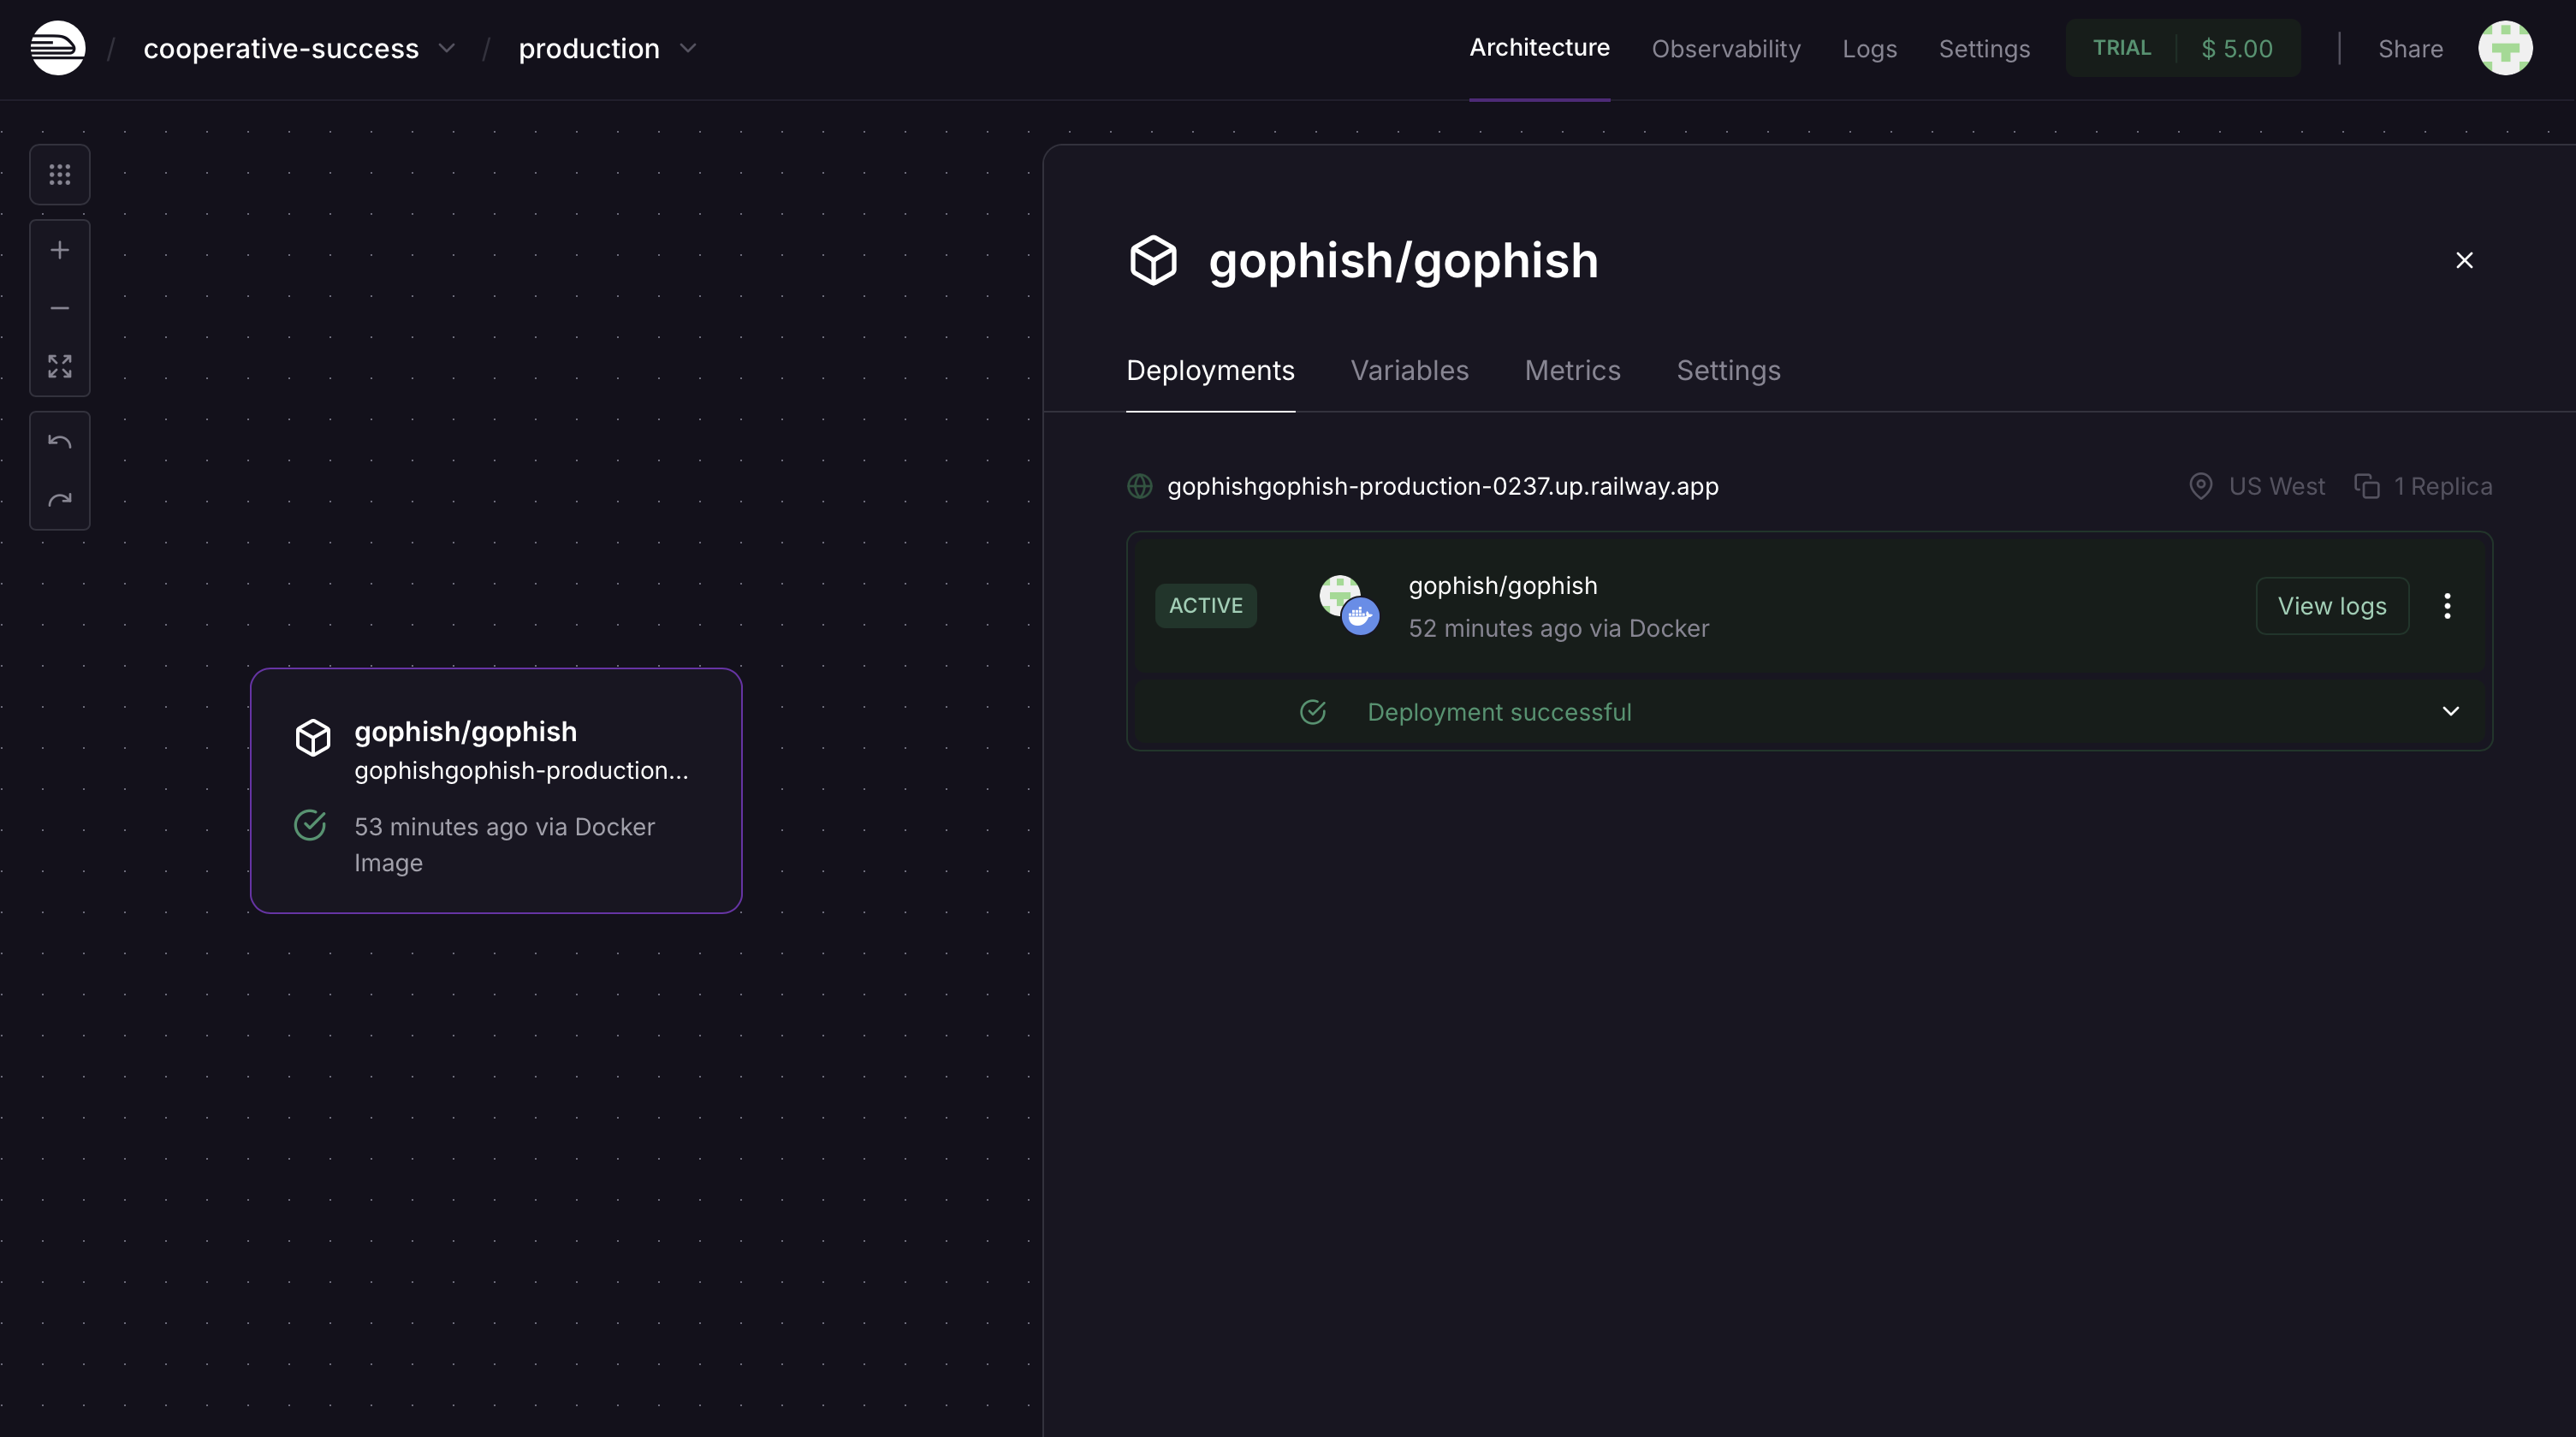 / cooperative-success / production
Architecture Observability Logs Settings TRIAL $ 5.00 Share
gophish/gophish
gophishgophish-production...
53 minutes ago via Docker
Image
gophish/gophish
Deployments Variables Metrics Settings
gophishgophish-production-0237.up.railway.app US West 1 Replica
ACTIVE
gophish/gophish
52 minutes ago via Docker
View logs
Deployment successful